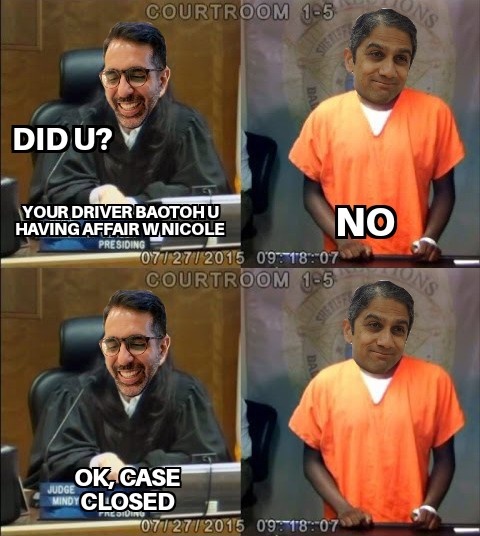 COURTROOM 1-5
DID U?
YOUR DRIVER BAOTOH U
HAVING AFFAIR W NICOLE
NO
PRESIDING
07/27/2015 09:18:07
COURTROOM 1-5
OK, CASE
CLOSED
JUDGE
MINDY
PRESIDING
07/27/2015 09:18:07